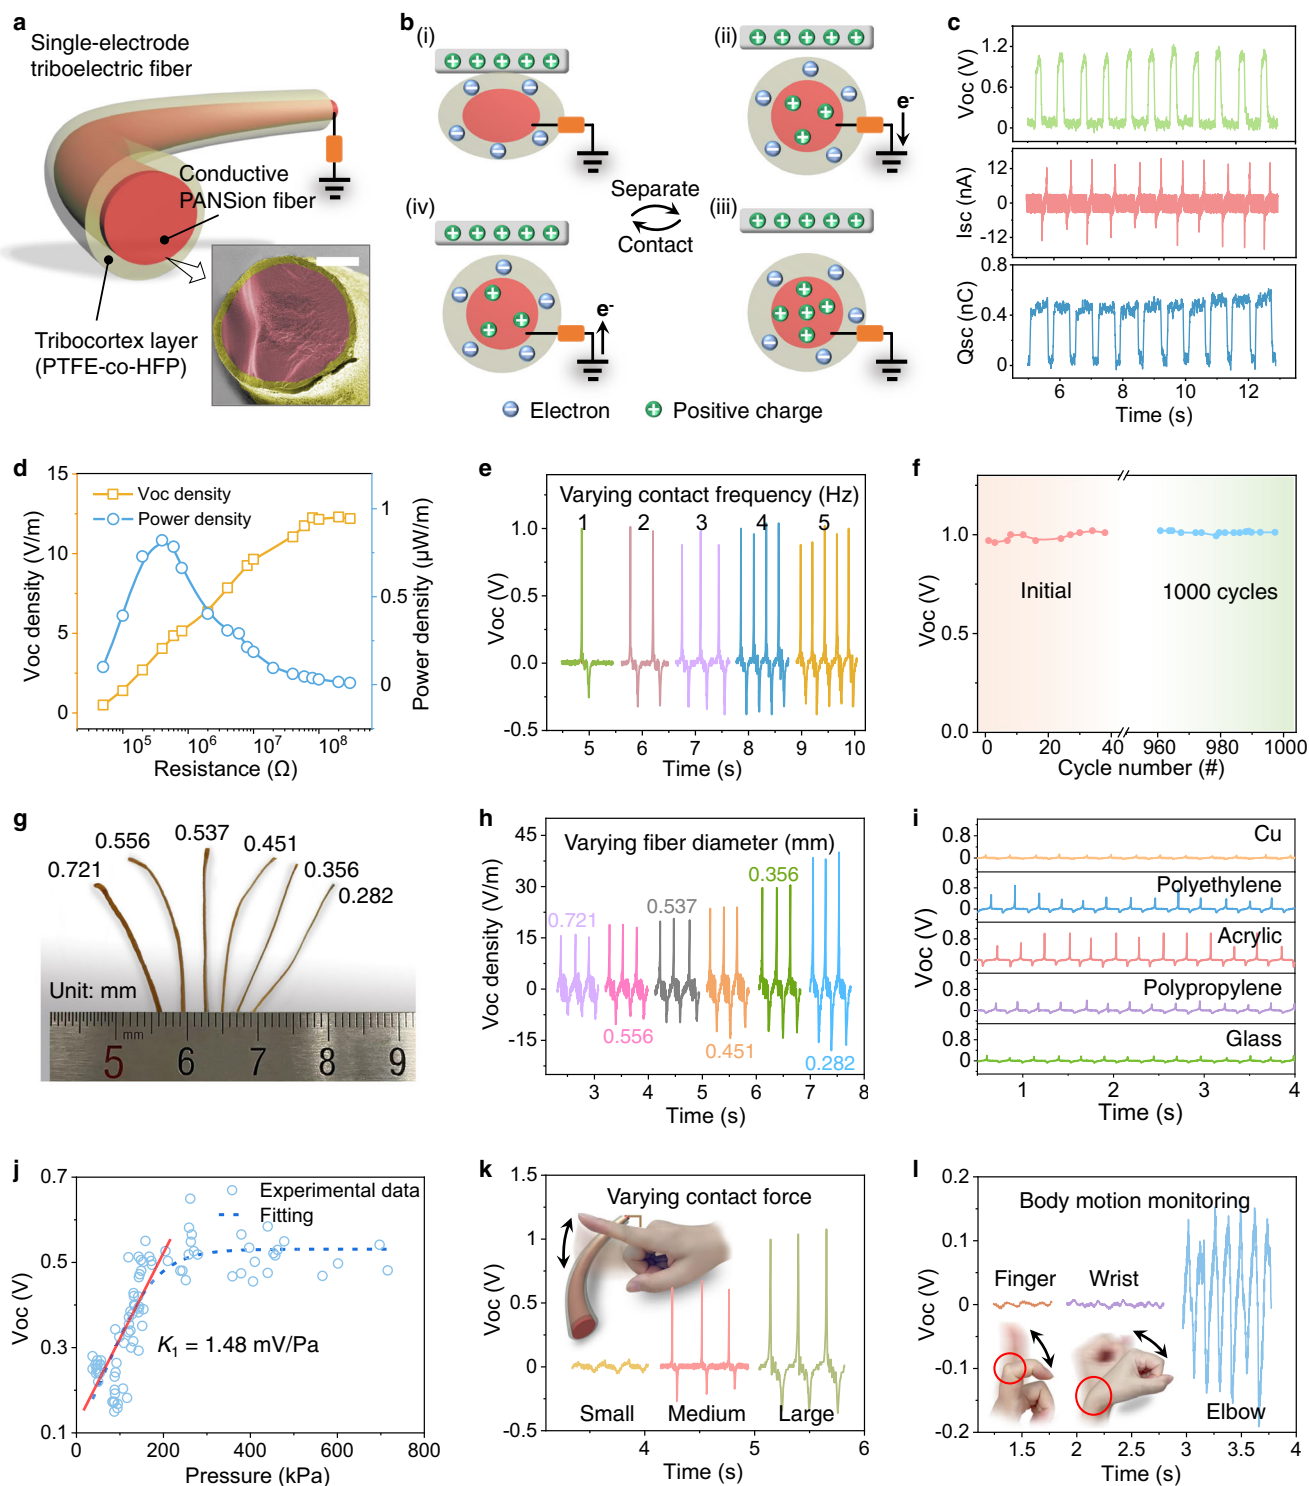 a
Single-electrode
triboelectric fiber
Conductive
PANSion fiber
Tribocortex layer
(PTFE-co-HFP)
b
(i)
(ii)
e-
Separate
Contact
(iv)
(iii)
e-
Electron
Positive charge
c
Voc (V)
1.2
0.6
0
Isc (nA)
12
0
-12
Qsc (nC)
0.8
0.4
0
6 8 10 12
Time (s)
d
Voc density (V/m)
15
10
5
0
Voc density
Power density
1
0.5
0
Power density (µW/m)
10⁵ 10⁶ 10⁷ 10⁸
Resistance (Ω)
e
Varying contact frequency (Hz)
1 2 3 4 5
Voc (V)
1.0
0.5
0.0
-0.5
5 6 7 8 9 10
Time (s)
f
Voc (V)
1.0
0.5
0.0
Initial
1000 cycles
0 20 40 960 980 1000
Cycle number (#)
g
0.721
0.556
0.537
0.451
0.356
0.282
Unit: mm
mm
5 6 7 8 9
h
Varying fiber diameter (mm)
Voc density (V/m)
45
30
15
0
-15
0.721
0.556
0.537
0.451
0.356
0.282
3 4 5 6 7 8
Time (s)
i
Voc (V)
0.8
0
Cu
0.8
0
Polyethylene
0.8
0
Acrylic
0.8
0
Polypropylene
0.8
0
Glass
1 2 3 4
Time (s)
j
Voc (V)
0.7
0.5
0.3
0.1
Experimental data
Fitting
K₁ = 1.48 mV/Pa
0 200 400 600 800
Pressure (kPa)
k
Varying contact force
Voc (V)
1.5
1
0.5
0
-0.5
Small
Medium
Large
4 5 6
Time (s)
l
Body motion monitoring
Voc (V)
0.2
0.1
0
-0.1
-0.2
Finger
Wrist
Elbow
1.5 2 2.5 3 3.5 4
Time (s)